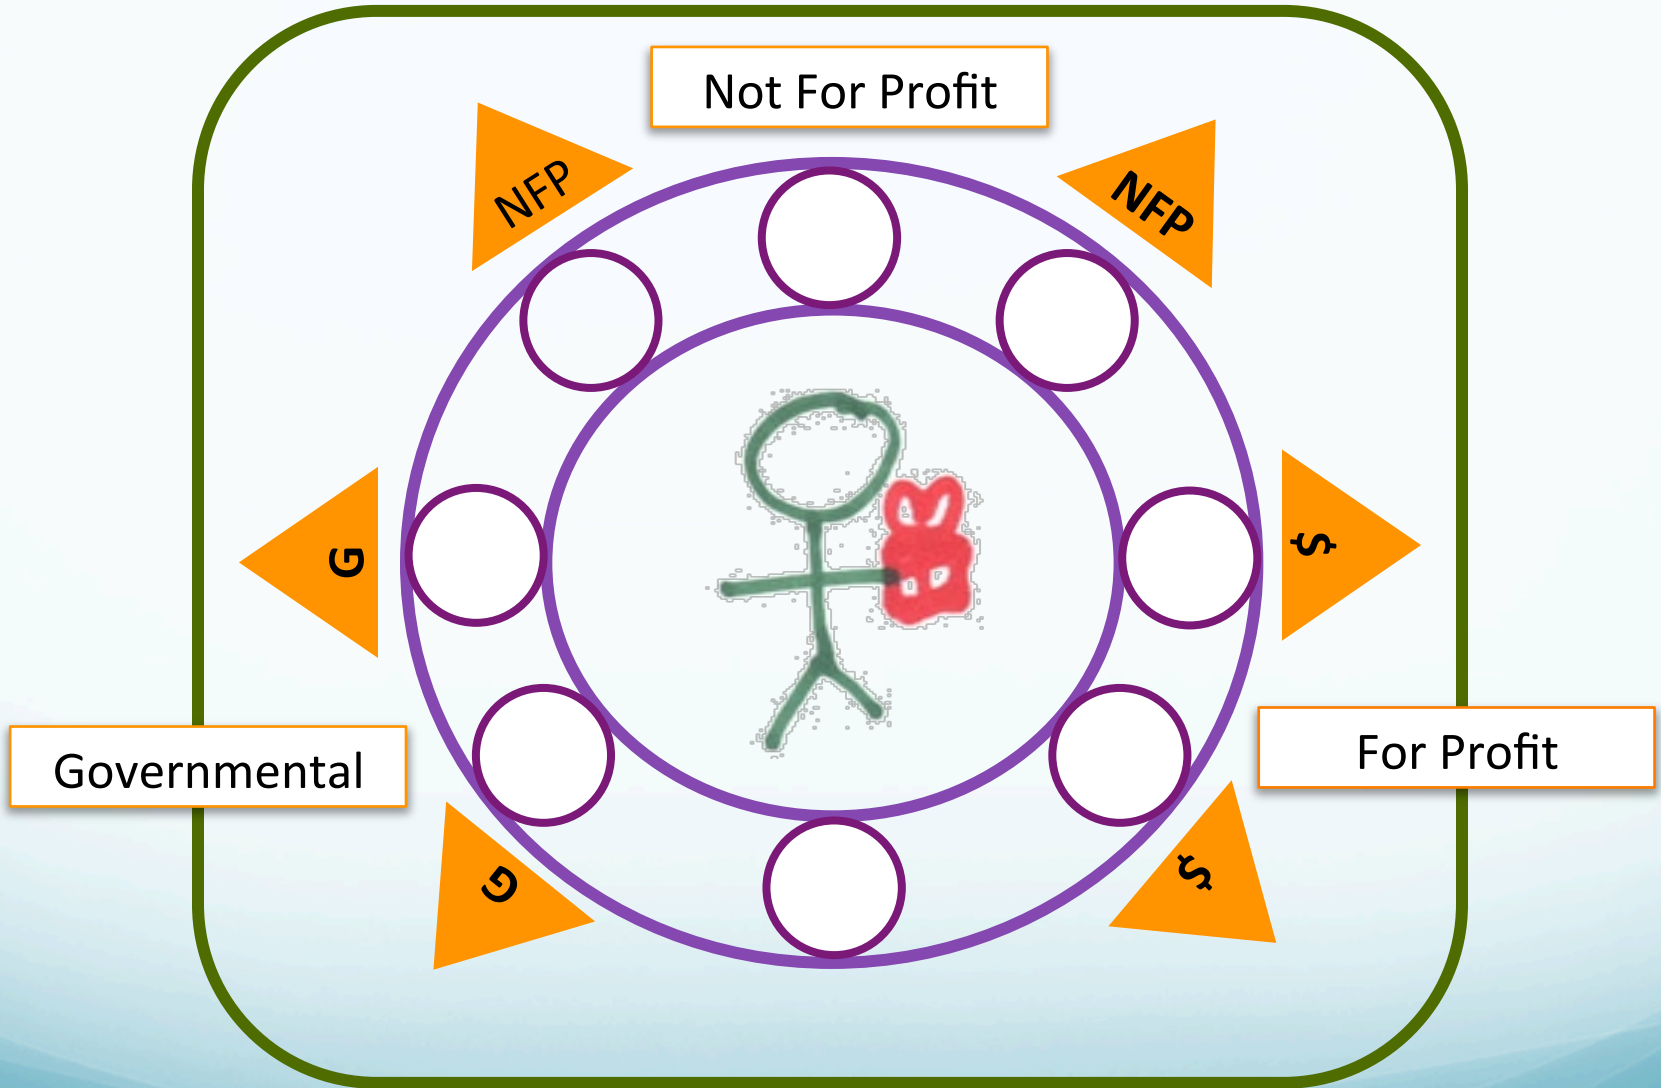 Not For Profit
NFP
NFP
G
$
Governmental
For Profit
G
$